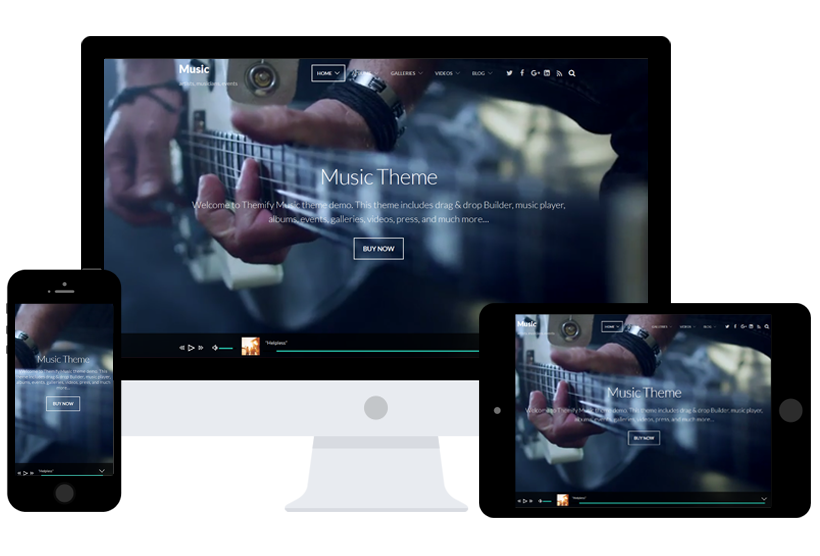 Music
HOME
GALLERIES
VIDEOS
BLOG
Music Theme
Welcome to Themify Music theme demo. This theme includes drag & drop Builder, music player,
albums, events, galleries, videos, press, and much more...
BUY NOW
"Helpless"
Music Theme
Welcome to Themify Music theme demo. This
theme includes drag & drop Builder, music player,
albums, events, galleries, videos, press, and much
more...
BUY NOW
"Helpless"
Music
HOME
GALLERIES
VIDEOS
BLOG
Music Theme
Welcome to Themify Music theme demo. This theme includes drag & drop Builder, music player,
albums, events, galleries, videos, press, and much more...
BUY NOW
"Helpless"